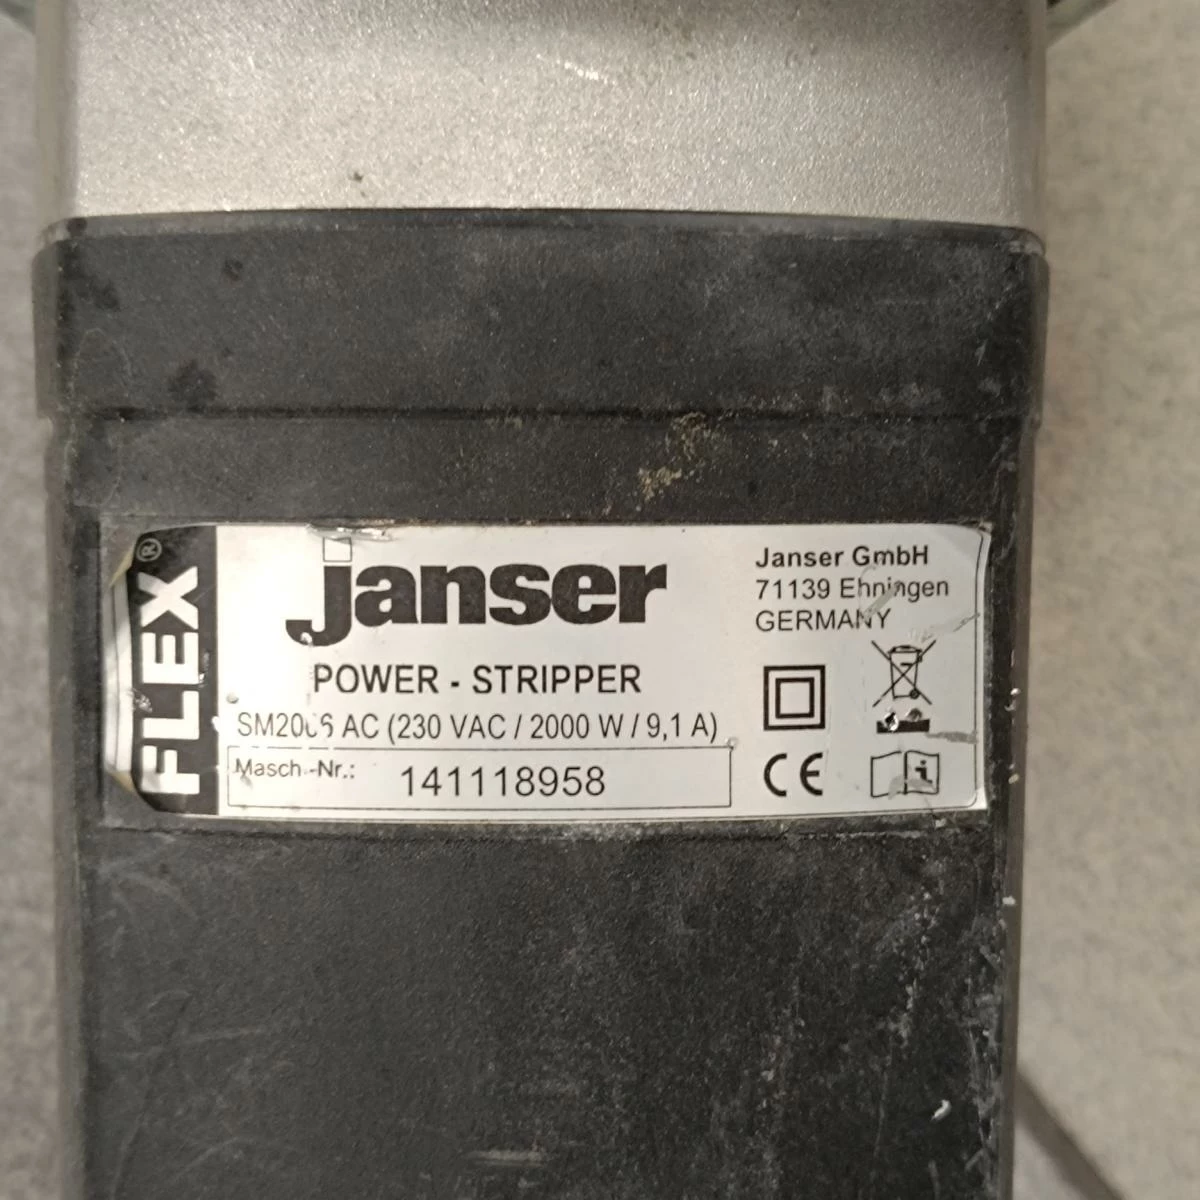 FLEX®
janser
POWER - STRIPPER
AC (230 VAC / 2000 W / 9,1 A)
Masch.-Nr.: 141118958
Janser GmbH
71139 Ehningen
GERMANY
CE
i